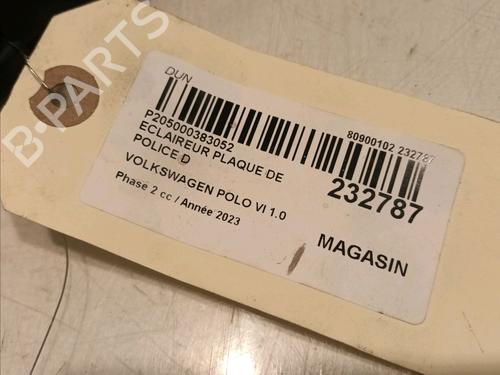 DUN
P205000383052
80900102 232787
ECLAIREUR PLAQUE DE
POLICE D
232787
VOLKSWAGEN POLO VI 1.0
Phase 2 cc / Année 2023
MAGASIN
B-PARTS